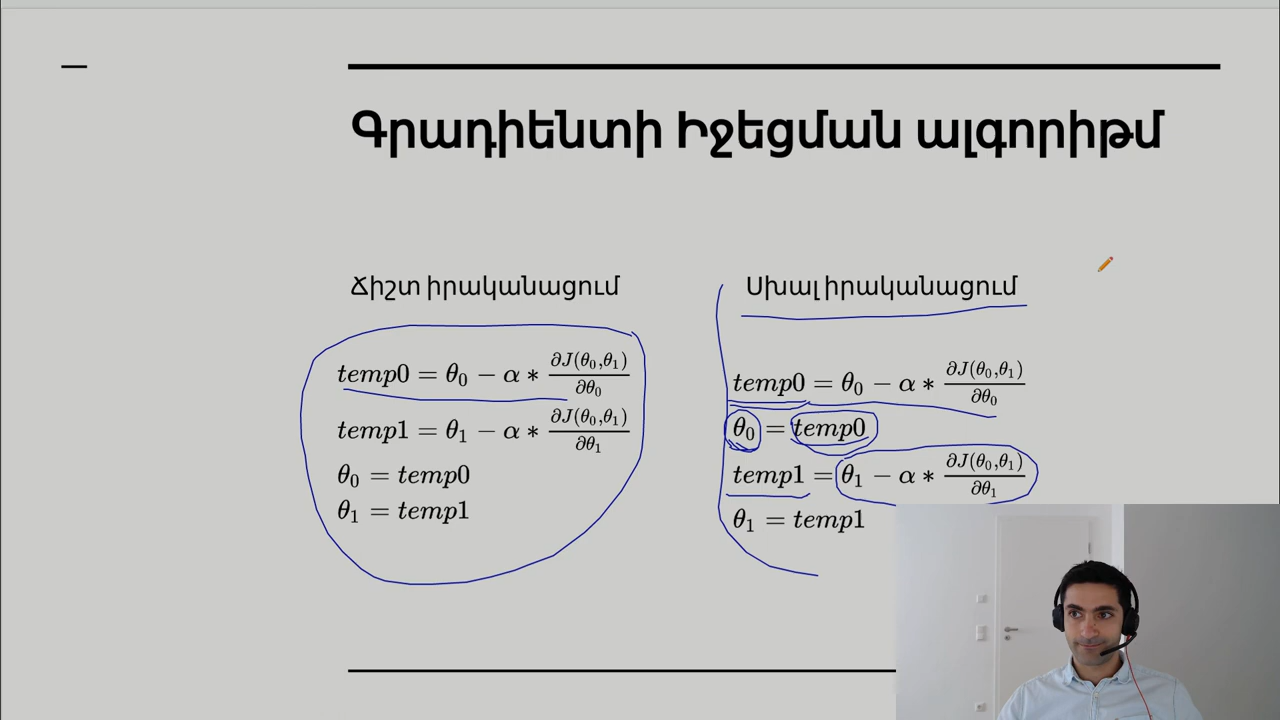 Գրադիենտի Իջեցման ալգորիթմ
Ճիշտ իրականացում
temp0 = θ₀ − α ∗ ∂J(θ₀,θ₁)/∂θ₀
temp1 = θ₁ − α ∗ ∂J(θ₀,θ₁)/∂θ₁
θ₀ = temp0
θ₁ = temp1
Սխալ իրականացում
temp0 = θ₀ − α ∗ ∂J(θ₀,θ₁)/∂θ₀
θ₀ = temp0
temp1 = θ₁ − α ∗ ∂J(θ₀,θ₁)/∂θ₁
θ₁ = temp1